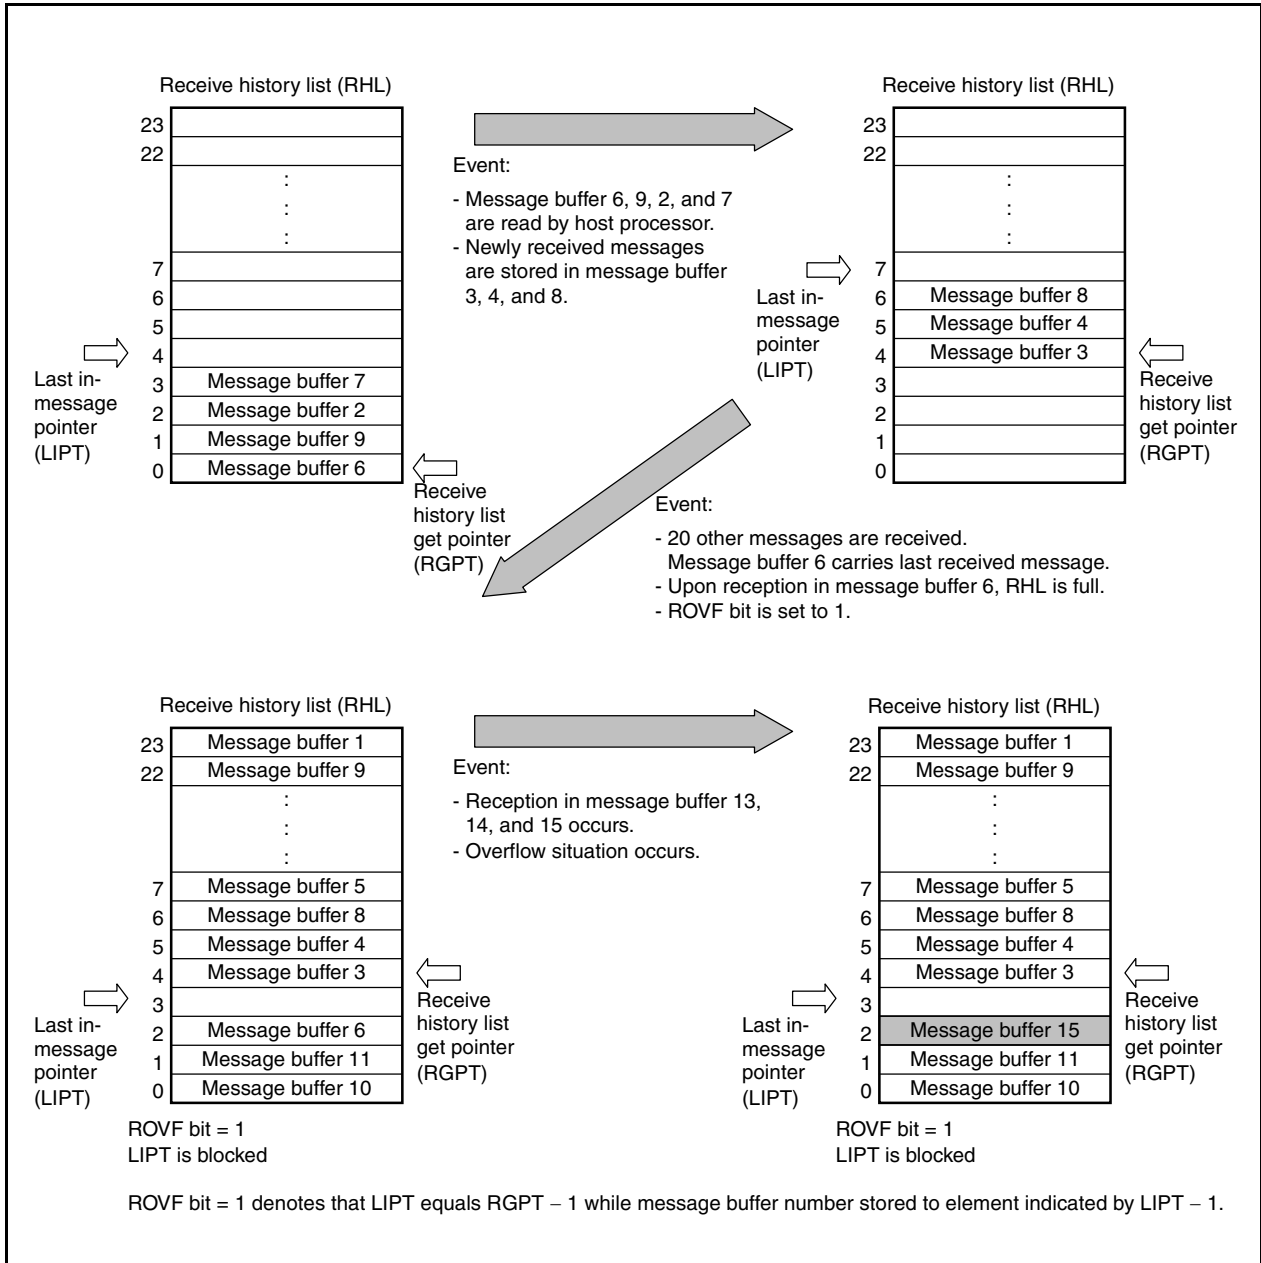 Receive history list (RHL)
23
22
:
:
:
7
6
5
4
3 Message buffer 7
2 Message buffer 2
1 Message buffer 9
0 Message buffer 6
Last in-
message
pointer
(LIPT)
Receive
history list
get pointer
(RGPT)
Event:
- Message buffer 6, 9, 2, and 7
are read by host processor.
- Newly received messages
are stored in message buffer
3, 4, and 8.
Receive history list (RHL)
23
22
:
:
:
7
6 Message buffer 8
5 Message buffer 4
4 Message buffer 3
3
2
1
0
Last in-
message
pointer
(LIPT)
Receive
history list
get pointer
(RGPT)
Event:
- 20 other messages are received.
Message buffer 6 carries last received message.
- Upon reception in message buffer 6, RHL is full.
- ROVF bit is set to 1.
Receive history list (RHL)
23 Message buffer 1
22 Message buffer 9
:
:
:
7 Message buffer 5
6 Message buffer 8
5 Message buffer 4
4 Message buffer 3
3
2 Message buffer 6
1 Message buffer 11
0 Message buffer 10
Last in-
message
pointer
(LIPT)
Receive
history list
get pointer
(RGPT)
ROVF bit = 1
LIPT is blocked
Event:
- Reception in message buffer 13,
14, and 15 occurs.
- Overflow situation occurs.
Receive history list (RHL)
23 Message buffer 1
22 Message buffer 9
:
:
:
7 Message buffer 5
6 Message buffer 8
5 Message buffer 4
4 Message buffer 3
3
2 Message buffer 15
1 Message buffer 11
0 Message buffer 10
Last in-
message
pointer
(LIPT)
Receive
history list
get pointer
(RGPT)
ROVF bit = 1
LIPT is blocked
ROVF bit = 1 denotes that LIPT equals RGPT − 1 while message buffer number stored to element indicated by LIPT − 1.